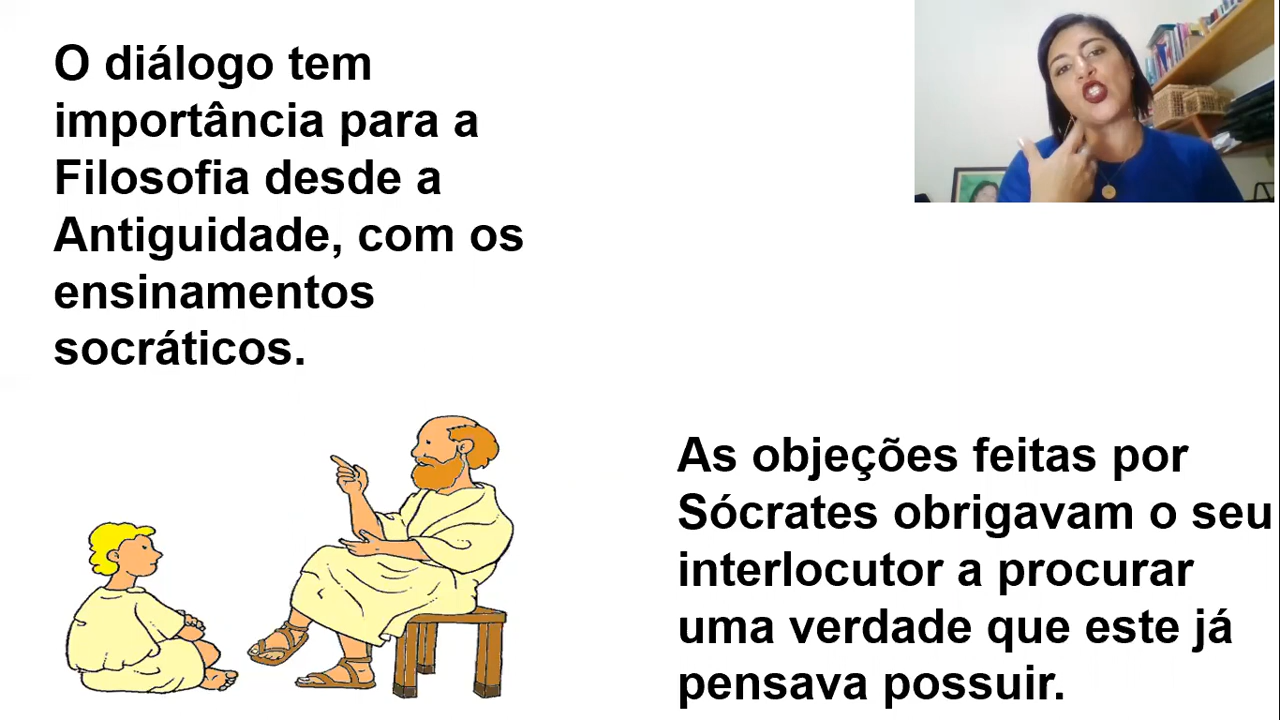 O diálogo tem
importância para a
Filosofia desde a
Antiguidade, com os
ensinamentos
socráticos.
As objeções feitas por
Sócrates obrigavam o seu
interlocutor a procurar
uma verdade que este já
pensava possuir.